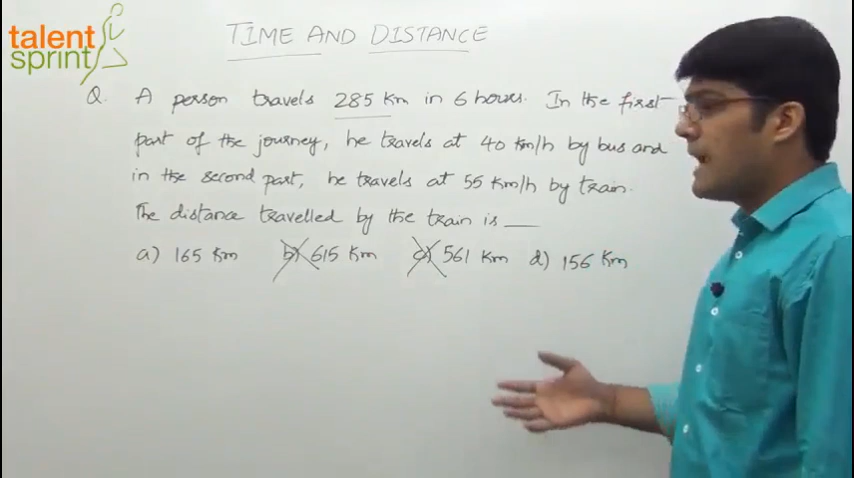 talent
sprint
TIME AND DISTANCE
Q. A person travels 285 Km in 6 hours. In the first
part of the journey, he travels at 40 Km/h by bus and
in the second part, he travels at 55 Km/h by train.
The distance travelled by the train is ___
a) 165 Km b) 615 Km c) 561 Km d) 156 Km